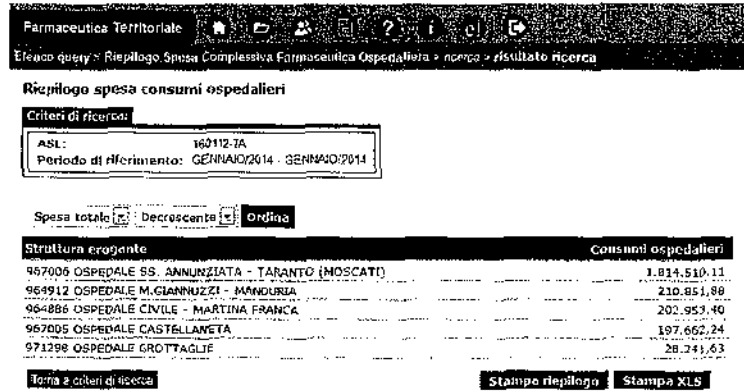 Farmaceutica Territoriale
Elenco query > Riepilogo Spesa Complessiva Farmaceutica Ospedaliera > ricerca > risultato ricerca
Riepilogo spesa consumi ospedalieri
Criteri di ricerca:
ASL: 160112-TA
Periodo di riferimento: GENNAIO/2014 - GENNAIO/2014
Spesa totale Decrescente Ordina
Struttura erogante Consumi ospedalieri
967006 OSPEDALE SS. ANNUNZIATA - TARANTO (MOSCATI) 1.814.510,11
964912 OSPEDALE M.GIANNUZZI - MANDURIA 210.851,88
964886 OSPEDALE CIVILE - MARTINA FRANCA 202.953,40
967005 OSPEDALE CASTELLANETA 197.662,24
971298 OSPEDALE GROTTAGLIE 28.241,63
Torna a criteri di ricerca Stampa riepilogo Stampa XLS